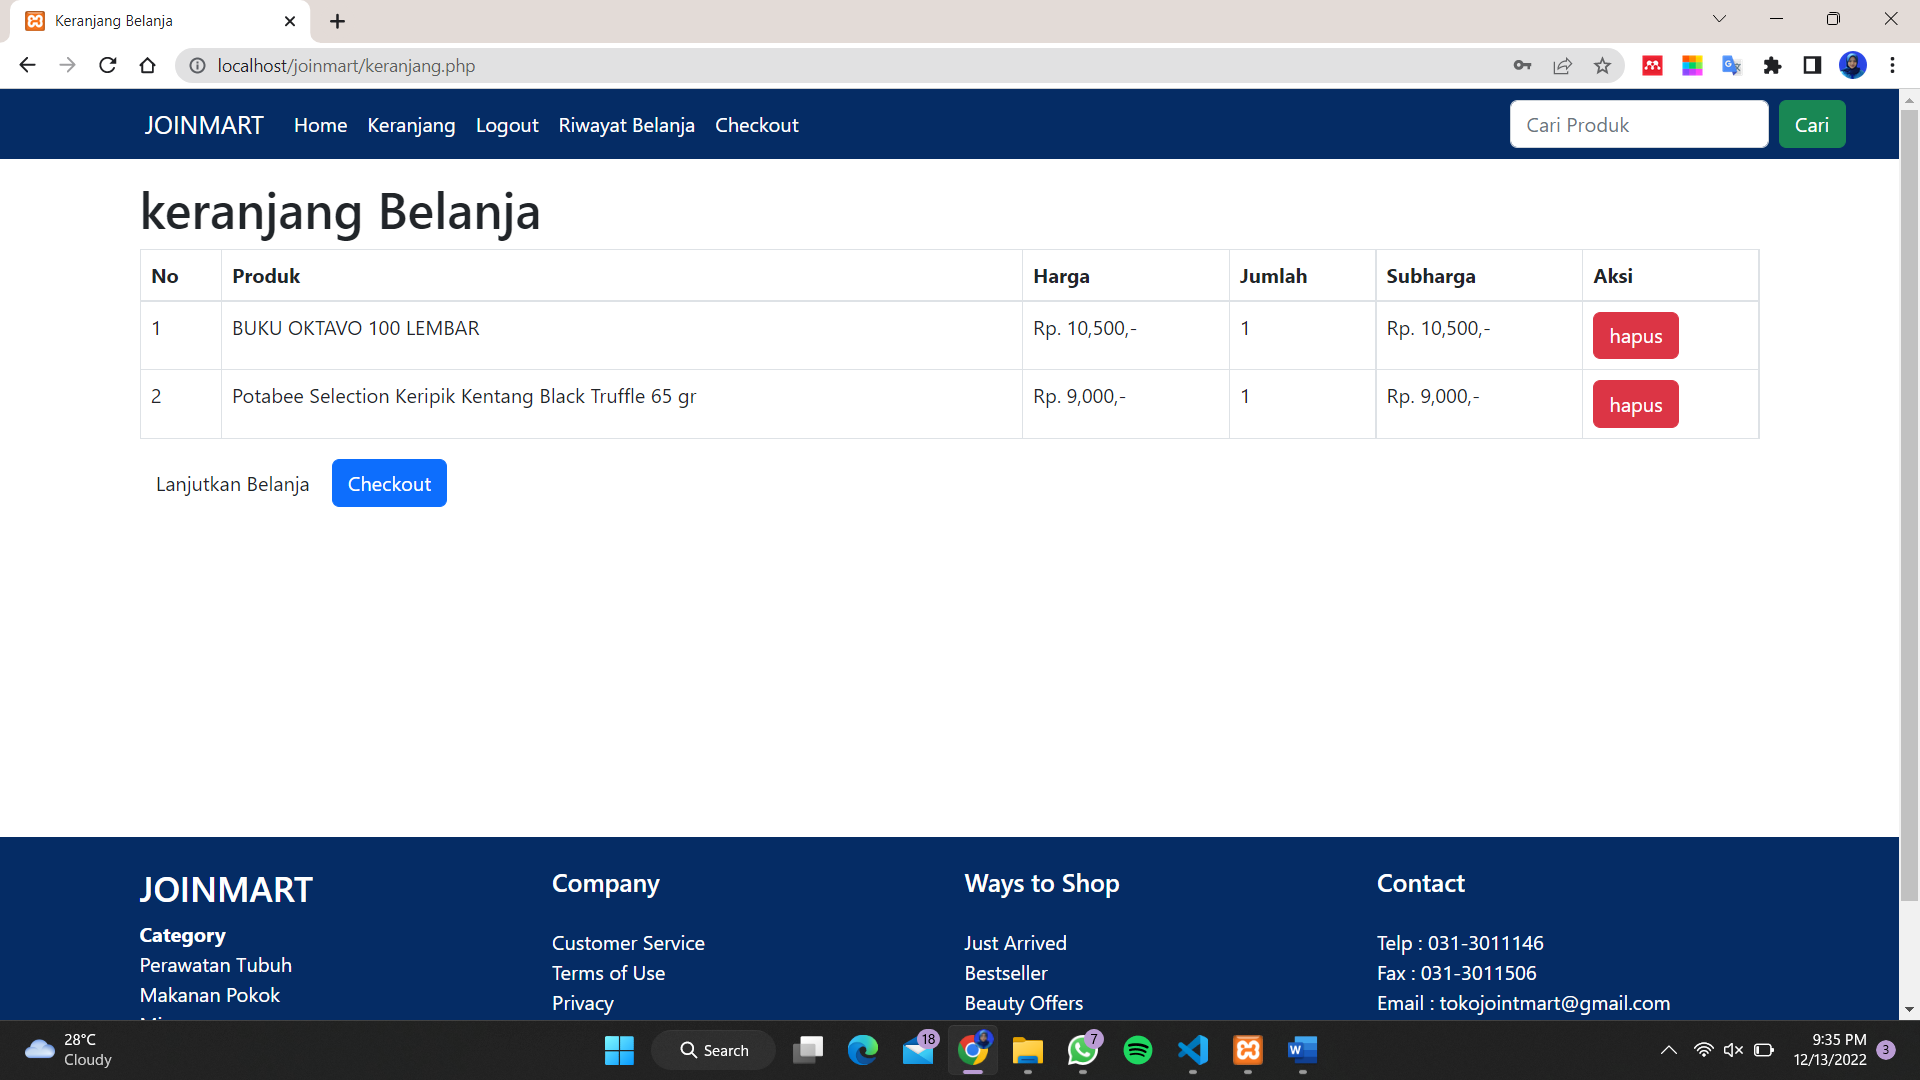 Keranjang Belanja
localhost/joinmart/keranjang.php
JOINMART Home Keranjang Logout Riwayat Belanja Checkout Cari Produk Cari
keranjang Belanja
No Produk Harga Jumlah Subharga Aksi
1 BUKU OKTAVO 100 LEMBAR Rp. 10,500,- 1 Rp. 10,500,- hapus
2 Potabee Selection Keripik Kentang Black Truffle 65 gr Rp. 9,000,- 1 Rp. 9,000,- hapus
Lanjutkan Belanja Checkout
JOINMART
Category
Perawatan Tubuh
Makanan Pokok
Company
Customer Service
Terms of Use
Privacy
Ways to Shop
Just Arrived
Bestseller
Beauty Offers
Contact
Telp : 031-3011146
Fax : 031-3011506
Email : tokojointmart@gmail.com
28°C
Cloudy
Search
18
7
9:35 PM
12/13/2022
3